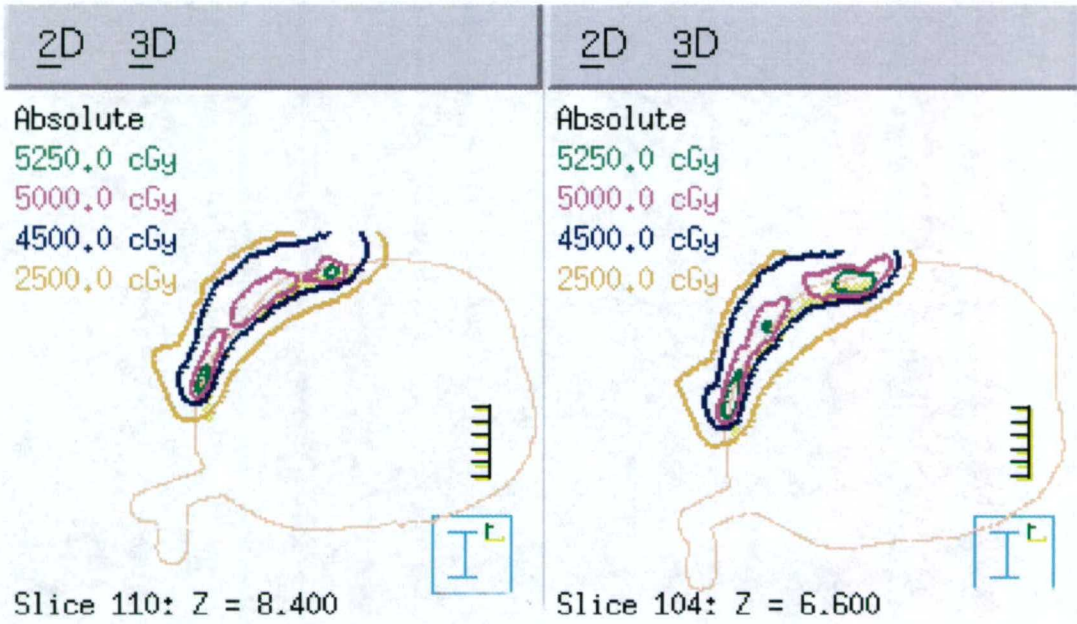 2D 3D
Absolute
5250.0 cGy
5000.0 cGy
4500.0 cGy
2500.0 cGy
Slice 110: Z = 8.400
2D 3D
Absolute
5250.0 cGy
5000.0 cGy
4500.0 cGy
2500.0 cGy
Slice 104: Z = 6.600